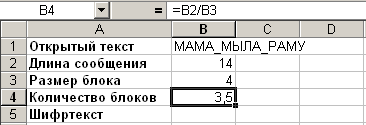 B4 = =B2/B3
A B C D
1 Открытый текст МАМА_МЫЛА_РАМУ
2 Длина сообщения 14
3 Размер блока 4
4 Количество блоков 3,5
5 Шифртекст